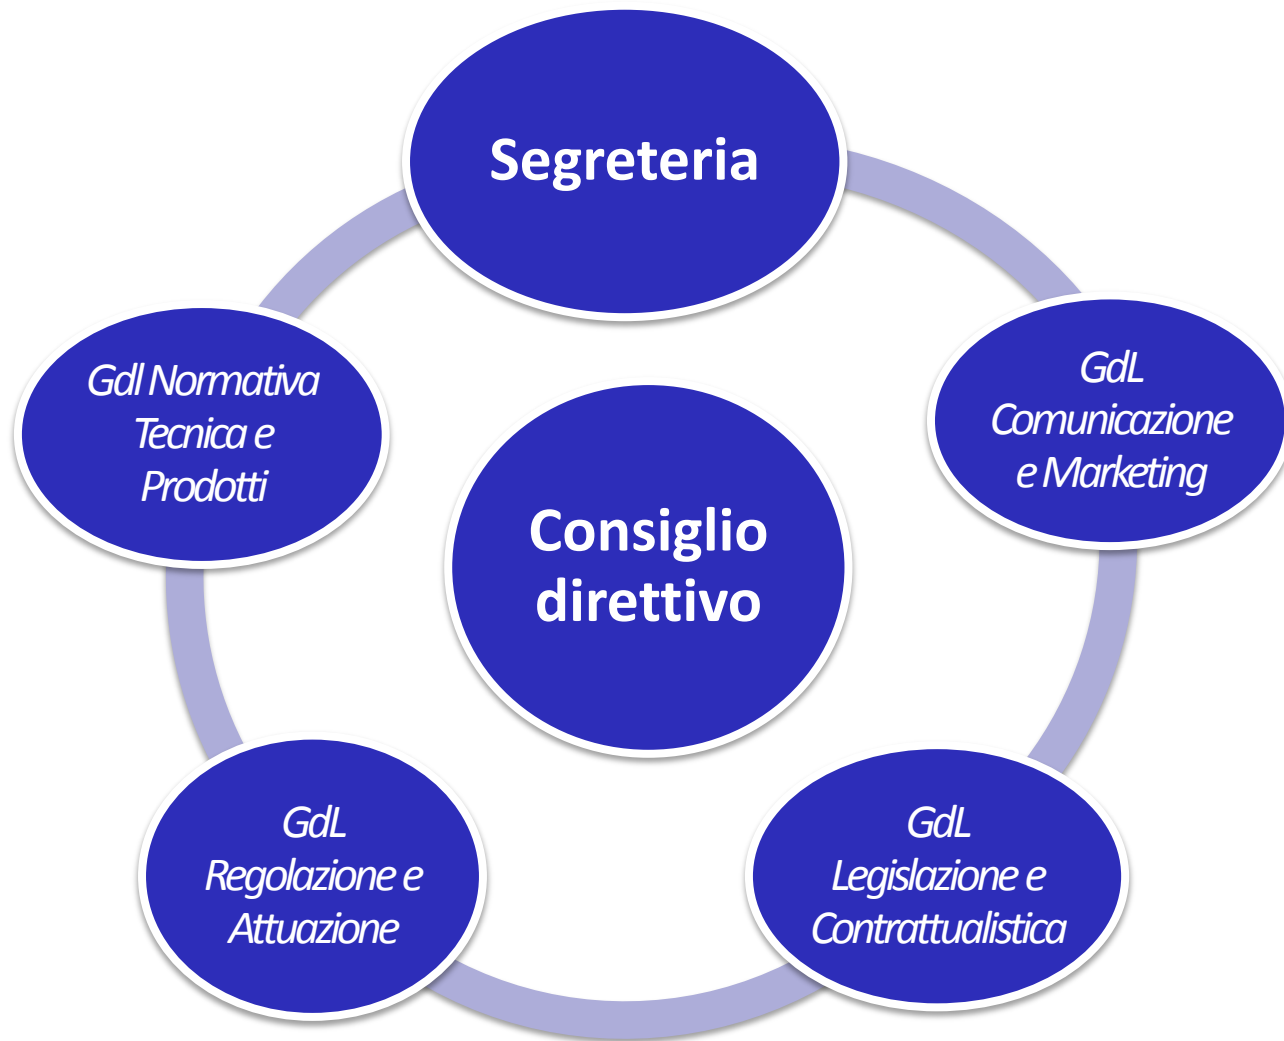 Segreteria
Gdl Normativa
Tecnica e
Prodotti
GdL
Comunicazione
e Marketing
Consiglio
direttivo
GdL
Regolazione e
Attuazione
GdL
Legislazione e
Contrattualistica